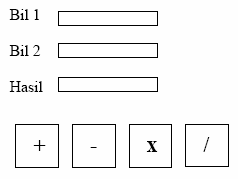 Bil 1
Bil 2
Hasil
+ - x /